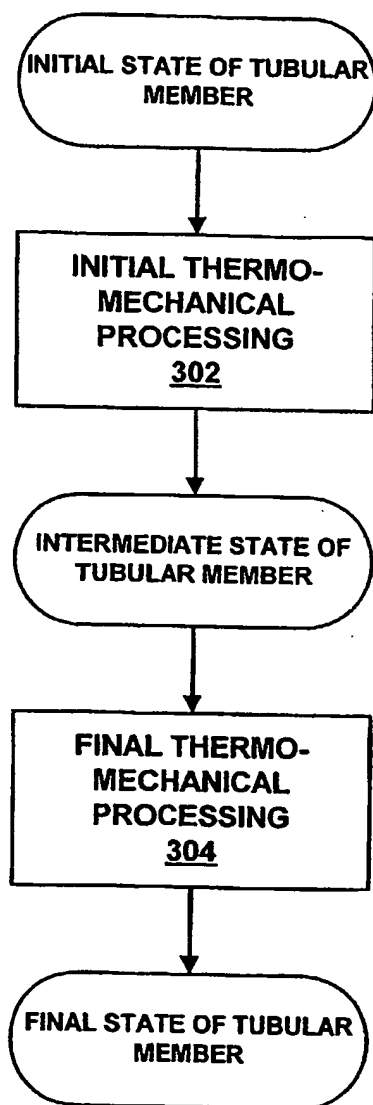 INITIAL STATE OF TUBULAR
MEMBER
INITIAL THERMO-
MECHANICAL
PROCESSING
302
INTERMEDIATE STATE OF
TUBULAR MEMBER
FINAL THERMO-
MECHANICAL
PROCESSING
304
FINAL STATE OF TUBULAR
MEMBER